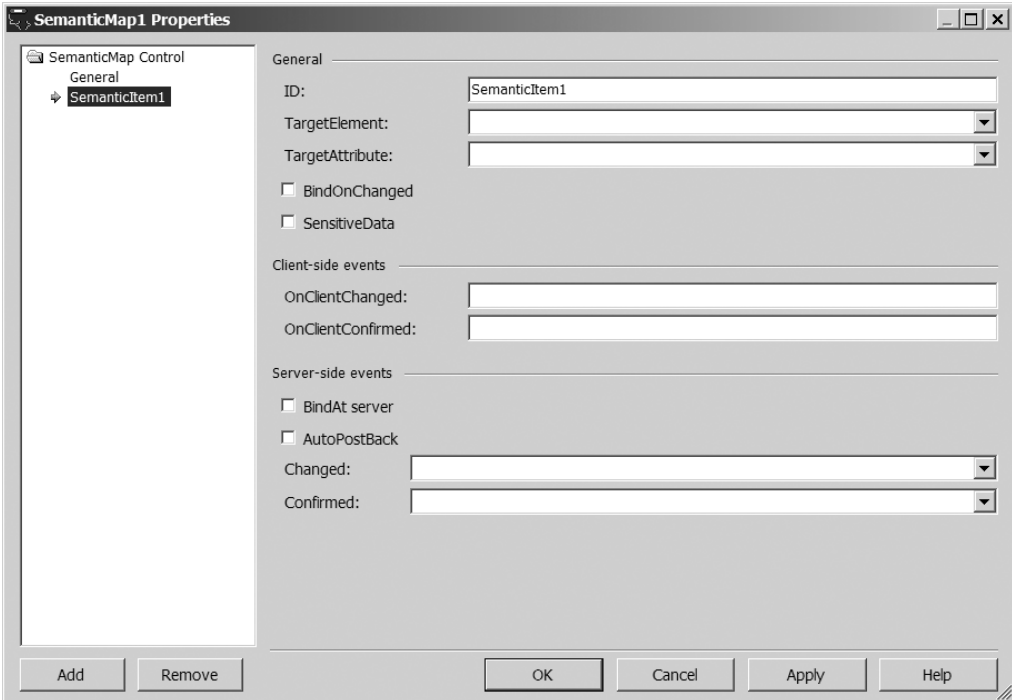 SemanticMap1 Properties
SemanticMap Control
General
SemanticItem1
General
ID:
SemanticItem1
TargetElement:
TargetAttribute:
BindOnChanged
SensitiveData
Client-side events
OnClientChanged:
OnClientConfirmed:
Server-side events
BindAt server
AutoPostBack
Changed:
Confirmed:
Add
Remove
OK
Cancel
Apply
Help